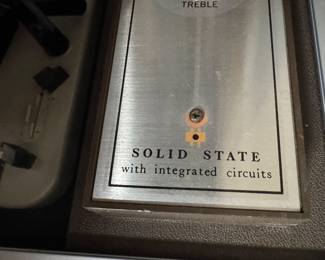 TREBLE
SOLID STATE
with integrated circuits